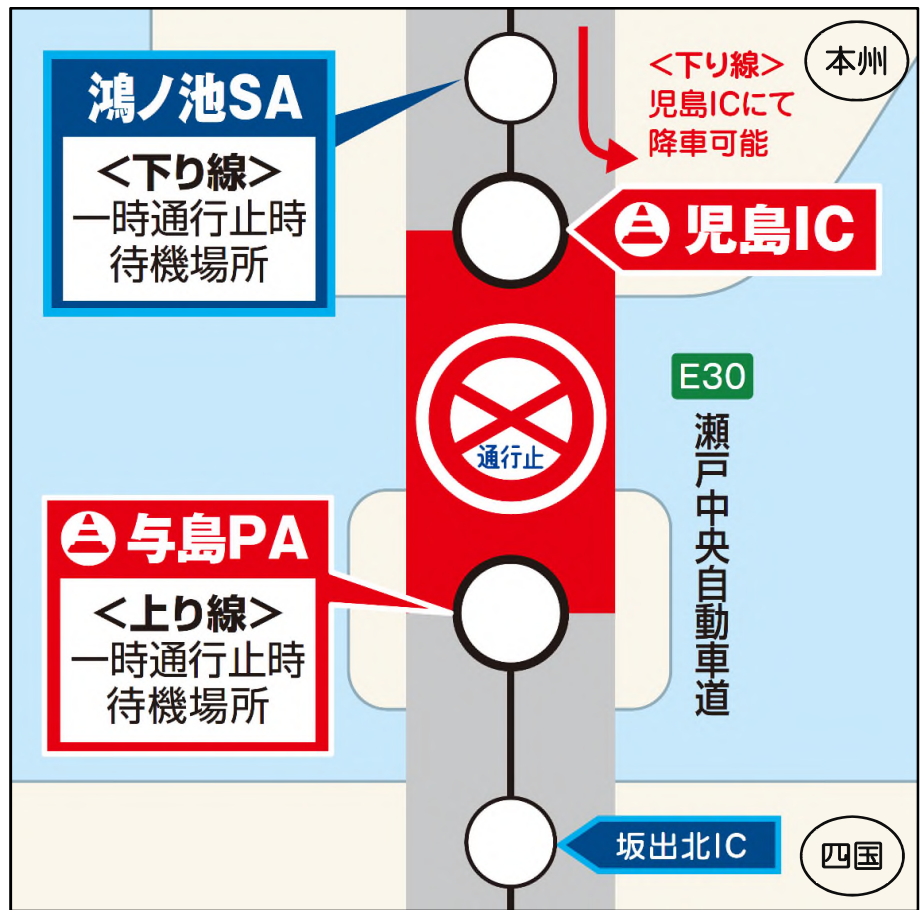 鴻ノ池SA
<下り線>
一時通行止時
待機場所
<下り線>
児島ICにて
降車可能
本州
児島IC
通行止
E30
瀬戸中央自動車道
与島PA
<上り線>
一時通行止時
待機場所
坂出北IC
四国